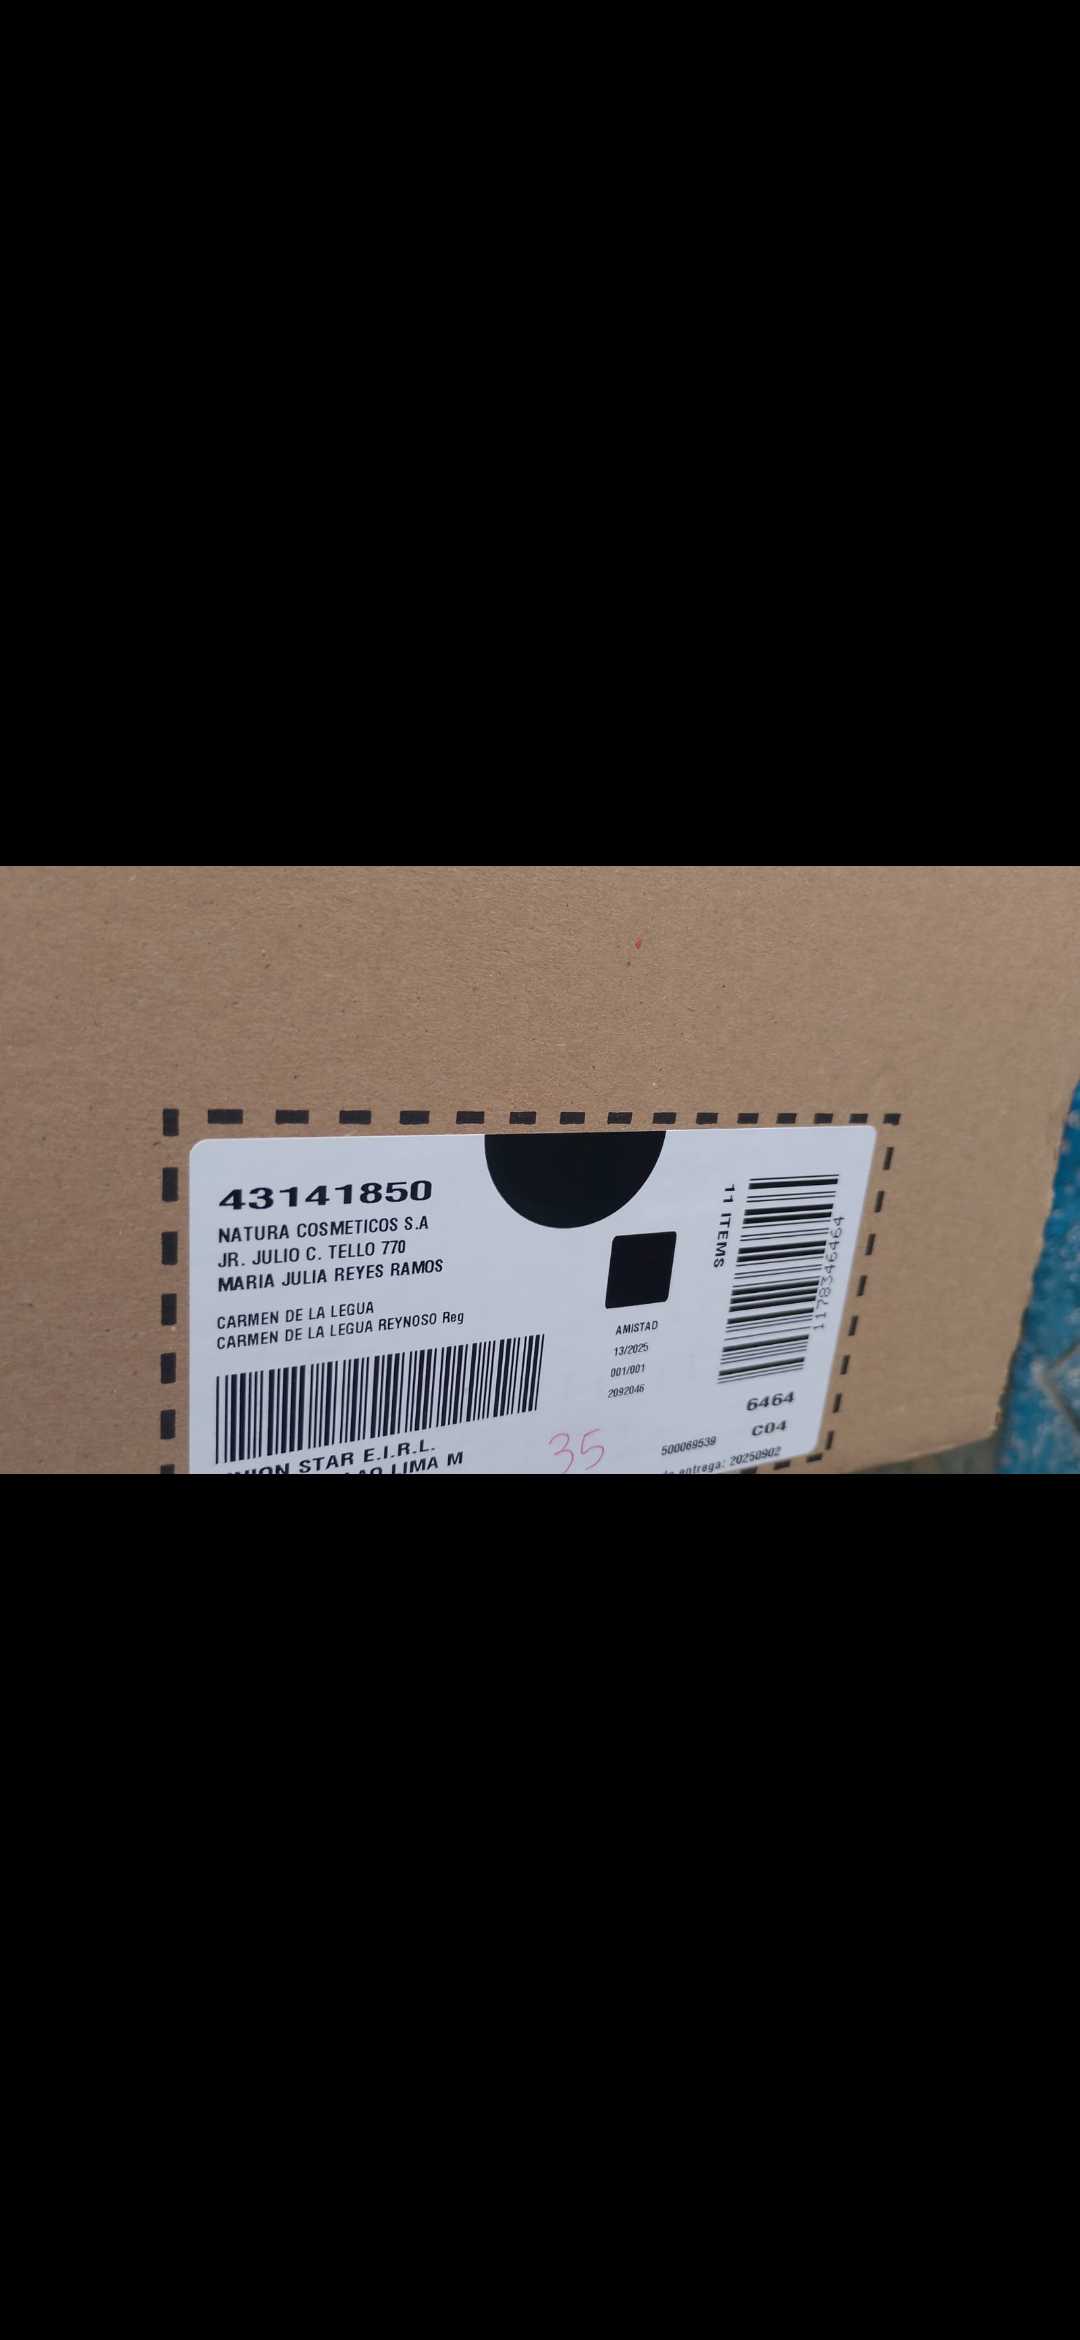 43141850
NATURA COSMETICOS S.A
JR. JULIO C. TELLO 770
MARIA JULIA REYES RAMOS
CARMEN DE LA LEGUA
CARMEN DE LA LEGUA REYNOSO Reg
STAR E.I.R.L.
LIMA M
AMISTAD
13/2025
001/001
2092046
35
11 ITEMS
1178346464
6464
C04
500069539
entrega: 20250902